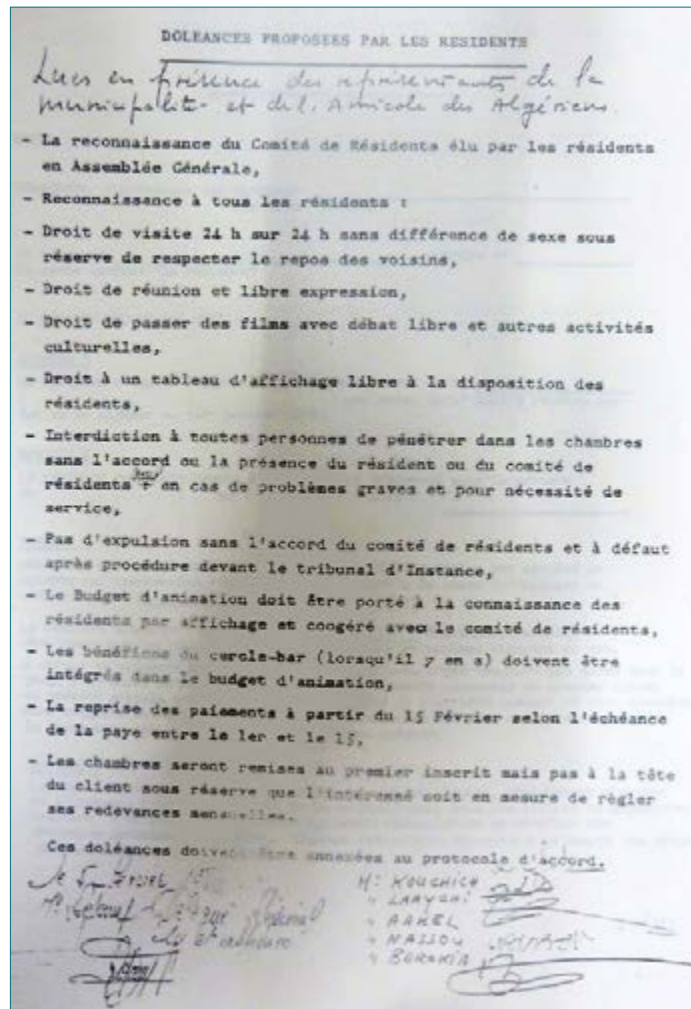 DOLEANCES PROPOSEES PAR LES RESIDENTS
Lues en présence des représentants de la
municipalité et de l'Amicale des Algériens.
- La reconnaissance du Comité de Résidents élu par les résidents
en Assemblée Générale,
- Reconnaissance à tous les résidents :
- Droit de visite 24 h sur 24 h sans différence de sexe sous
réserve de respecter le repos des voisins,
- Droit de réunion et libre expression,
- Droit de passer des films avec débat libre et autres activités
culturelles,
- Droit à un tableau d'affichage libre à la disposition des
résidents,
- Interdiction à toutes personnes de pénétrer dans les chambres
sans l'accord ou la présence du résident ou du comité de
résidents en cas de problèmes graves et pour nécessité de
service,
- Pas d'expulsion sans l'accord du comité de résidents et à défaut
après procédure devant le tribunal d'Instance,
- Le Budget d'animation doit être porté à la connaissance des
résidents par affichage et coogéré avec le comité de résidents,
- Les bénéfices du cercle-bar (lorsqu'il y en a) doivent être
intégrés dans le budget d'animation,
- La reprise des paiements à partir du 15 Février selon l'échéance
de la paye entre le 1er et le 15,
- Les chambres seront remises au premier inscrit mais pas à la tête
du client sous réserve que l'intéressé soit en mesure de règler
ses redevances mensuelles.
Ces doléances doivent être annexées au protocole d'accord.
Le 5
Mr KOUCHICH
" LARYCHI
" AAKEL
" NASSOU
" BOROKIA